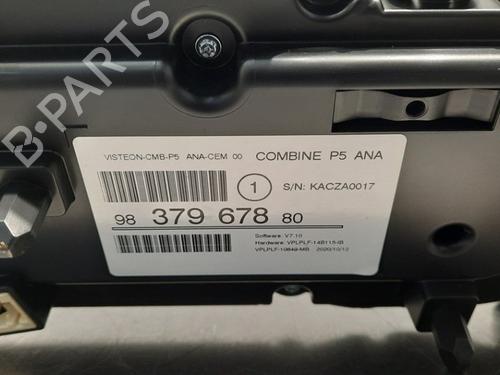 B-PARTS
VISTEON-CMB-P5 ANA-CEM 00 COMBINE P5 ANA
1 S/N: KACZA0017
98 379 678 80
Software: V7.10
Hardware: VPLPLF-14B115-IB
VPLPLF-10849-MB 2020/10/12